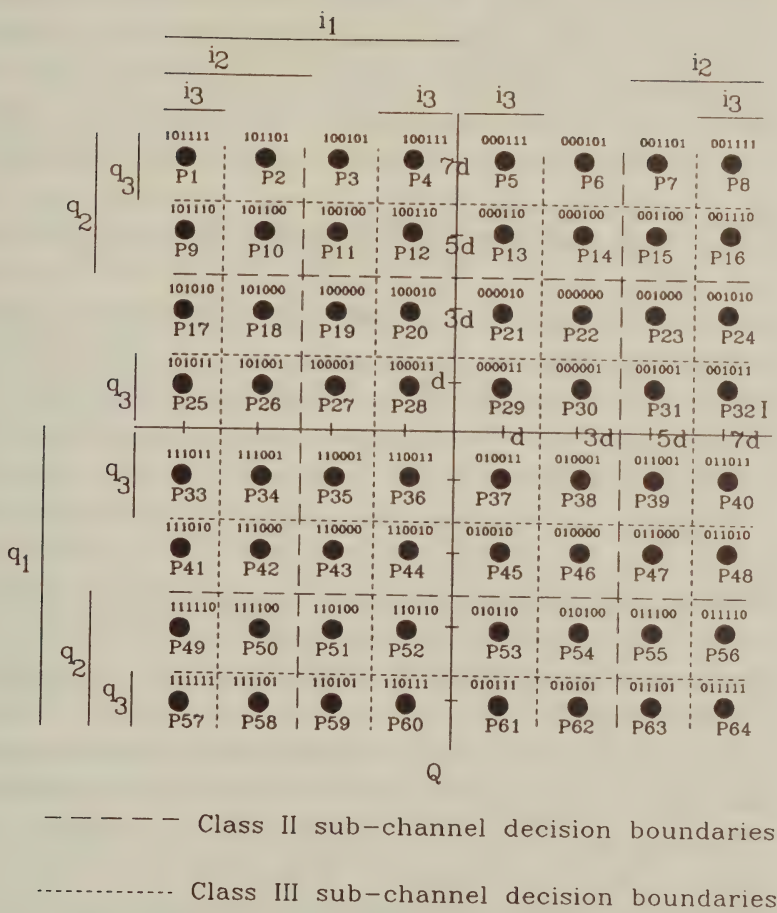 i1
i2 i2
i3 i3 i3 i3
101111 101101 100101 100111 000111 000101 001101 001111
q3 7d
P1 P2 P3 P4 P5 P6 P7 P8
q2
101110 101100 100100 100110 000110 000100 001100 001110
5d
P9 P10 P11 P12 P13 P14 P15 P16
101010 101000 100000 100010 000010 000000 001000 001010
3d
P17 P18 P19 P20 P21 P22 P23 P24
101011 101001 100001 100011 000011 000001 001001 001011
q3 d
P25 P26 P27 P28 P29 P30 P31 P32 I
d 3d 5d 7d
111011 111001 110001 110011 010011 010001 011001 011011
q3
P33 P34 P35 P36 P37 P38 P39 P40
111010 111000 110000 110010 010010 010000 011000 011010
q1
P41 P42 P43 P44 P45 P46 P47 P48
111110 111100 110100 110110 010110 010100 011100 011110
P49 P50 P51 P52 P53 P54 P55 P56
q2
111111 111101 110101 110111 010111 010101 011101 011111
q3
P57 P58 P59 P60 P61 P62 P63 P64
Q
Class II sub-channel decision boundaries
Class III sub-channel decision boundaries